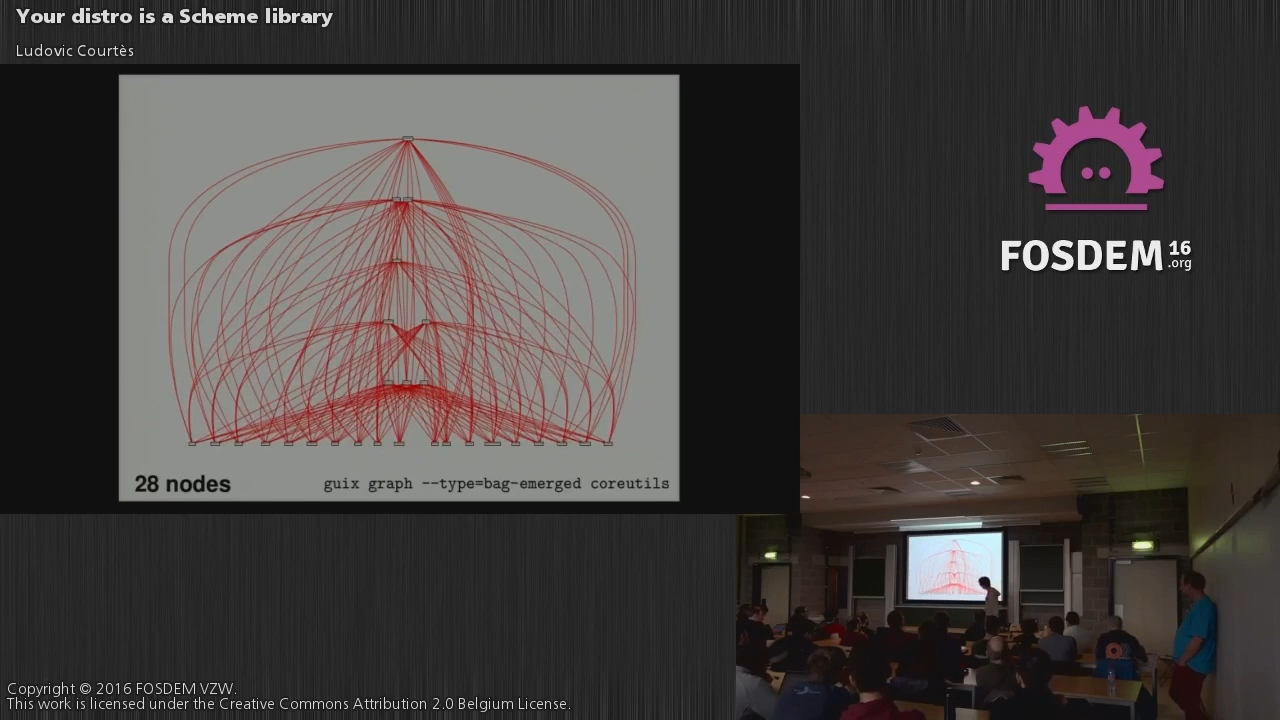 Your distro is a Scheme library
Ludovic Courtès
FOSDEM 16
.org
28 nodes
guix graph --type=bag-emerged coreutils
Copyright © 2016 FOSDEM VZW.
This work is licensed under the Creative Commons Attribution 2.0 Belgium License.